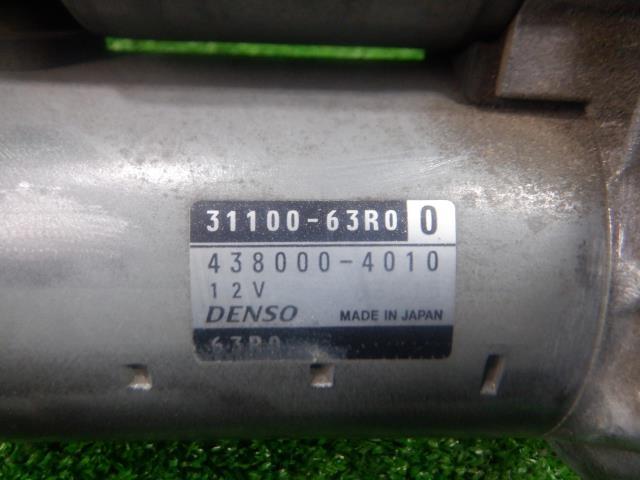 31100-63R0 0
438000-4010
12V
DENSO MADE IN JAPAN
63R0